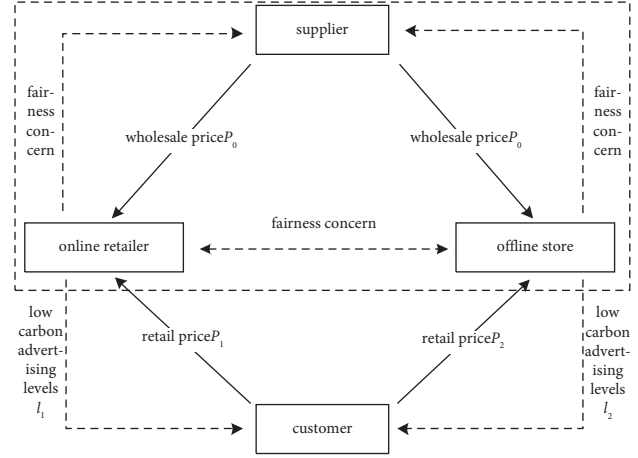 supplier
fair-
ness
con-
cern
fair-
ness
con-
cern
wholesale priceP₀
wholesale priceP₀
fairness concern
online retailer
offline store
low
carbon
advert-
ising
levels
l₁
low
carbon
advert-
ising
levels
l₂
retail priceP₁
retail priceP₂
customer